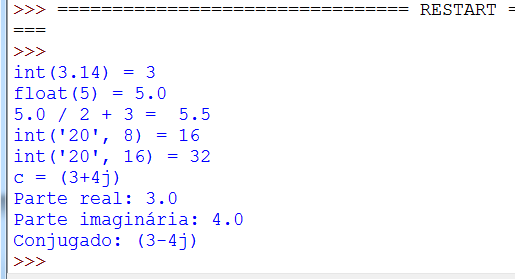 >>> ================================ RESTART =
===
>>>
int(3.14) = 3
float(5) = 5.0
5.0 / 2 + 3 =  5.5
int('20', 8) = 16
int('20', 16) = 32
c = (3+4j)
Parte real: 3.0
Parte imaginária: 4.0
Conjugado: (3-4j)
>>>